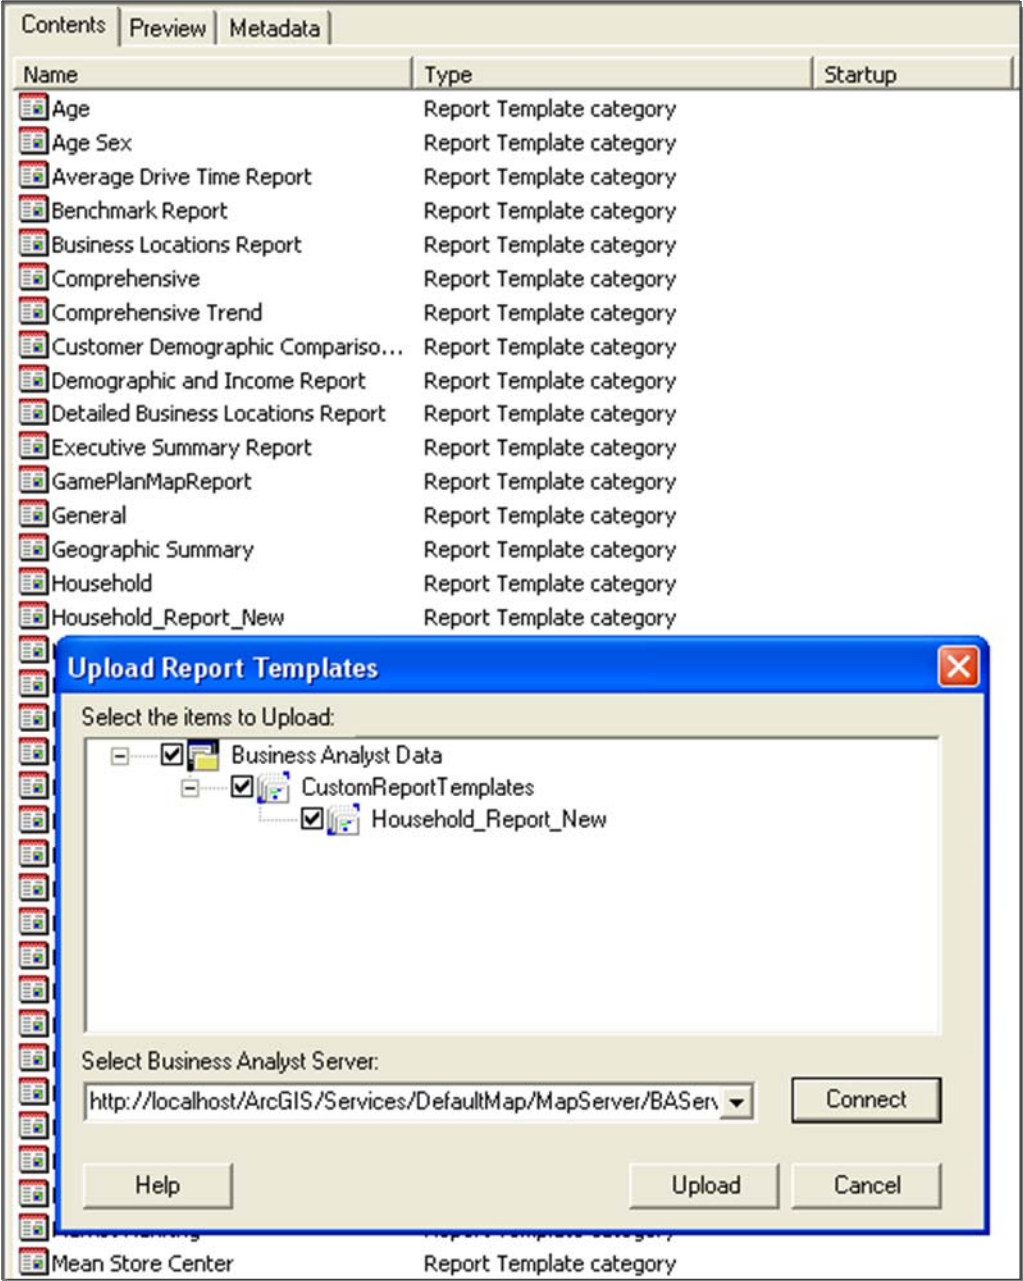 Contents Preview Metadata
Name Type Startup
Age Report Template category
Age Sex Report Template category
Average Drive Time Report Report Template category
Benchmark Report Report Template category
Business Locations Report Report Template category
Comprehensive Report Template category
Comprehensive Trend Report Template category
Customer Demographic Compariso... Report Template category
Demographic and Income Report Report Template category
Detailed Business Locations Report Report Template category
Executive Summary Report Report Template category
GamePlanMapReport Report Template category
General Report Template category
Geographic Summary Report Template category
Household Report Template category
Household_Report_New Report Template category
Upload Report Templates
Select the items to Upload:
Business Analyst Data
CustomReportTemplates
Household_Report_New
Select Business Analyst Server:
http://localhost/ArcGIS/Services/DefaultMap/MapServer/BASer
Connect
Help Upload Cancel
Mean Store Center Report Template category